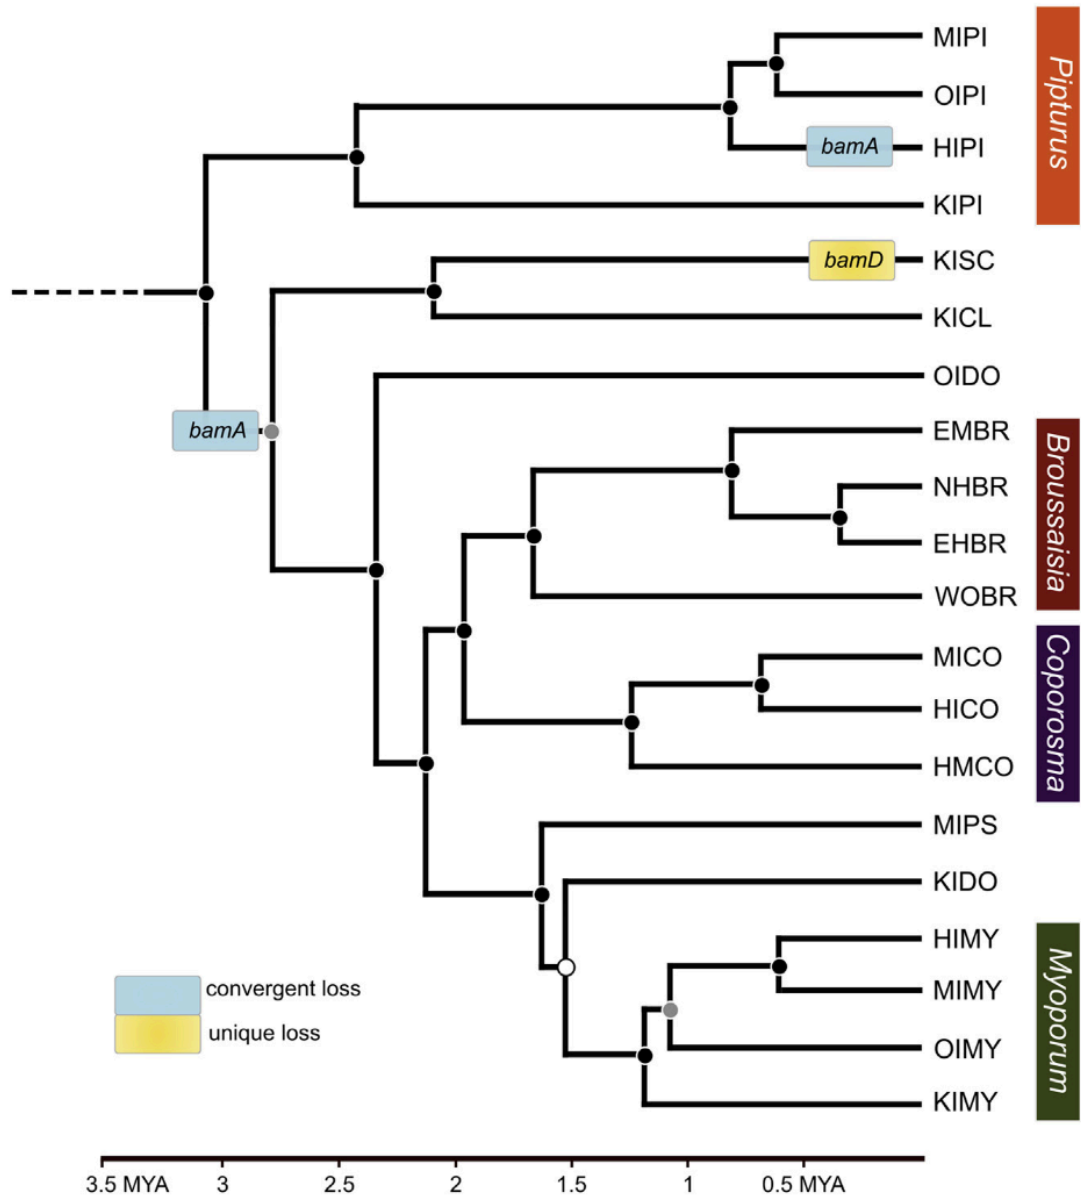 MIPI
OIPI
bamA HIPI
KIPI
Pipturus
bamD KISC
KICL
OIDO
bamA
EMBR
NHBR
EHBR
WOBR
Broussaisia
MICO
HICO
HMCO
Coporosma
MIPS
KIDO
HIMY
MIMY
OIMY
KIMY
Myoporum
convergent loss
unique loss
3.5 MYA 3 2.5 2 1.5 1 0.5 MYA